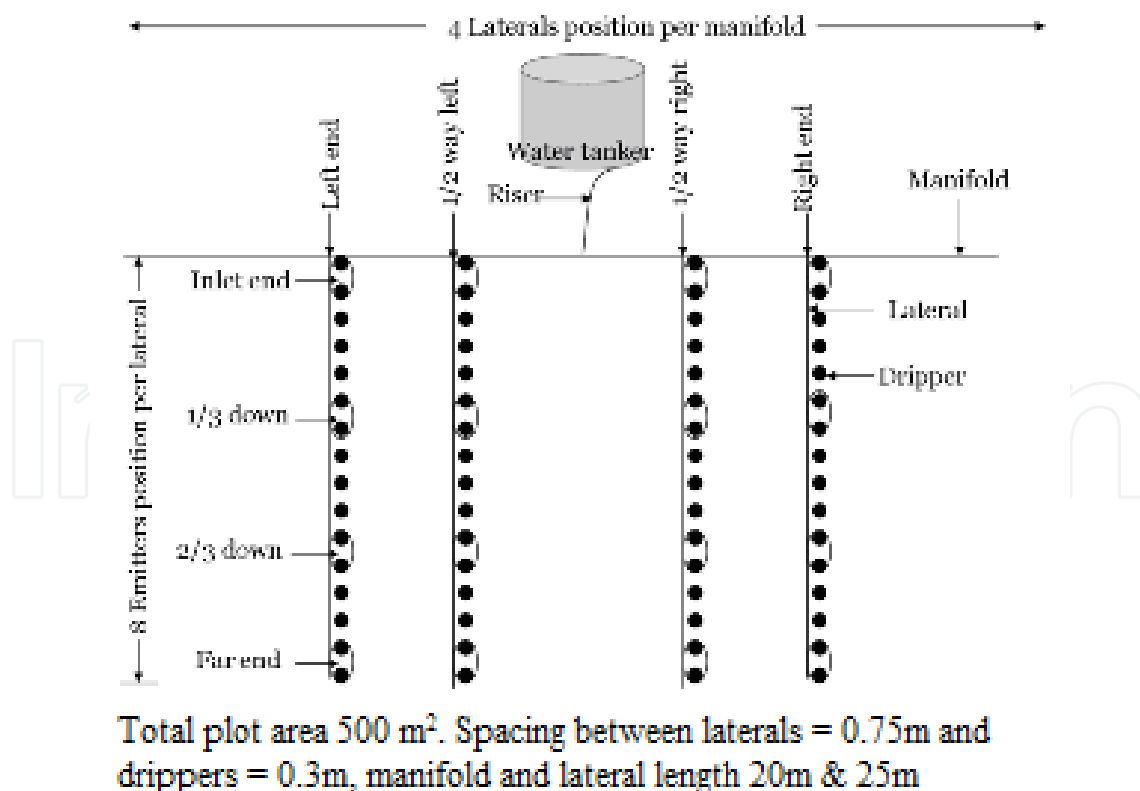 4 Laterals position per manifold
Left end
1/2 way left
1/2 way right
Right end
Water tanker
Riser
Manifold
Inlet end
Lateral
Dripper
1/3 down
2/3 down
Far end
8 Emitters position per lateral
Total plot area 500 m². Spacing between laterals = 0.75m and
drippers = 0.3m, manifold and lateral length 20m & 25m